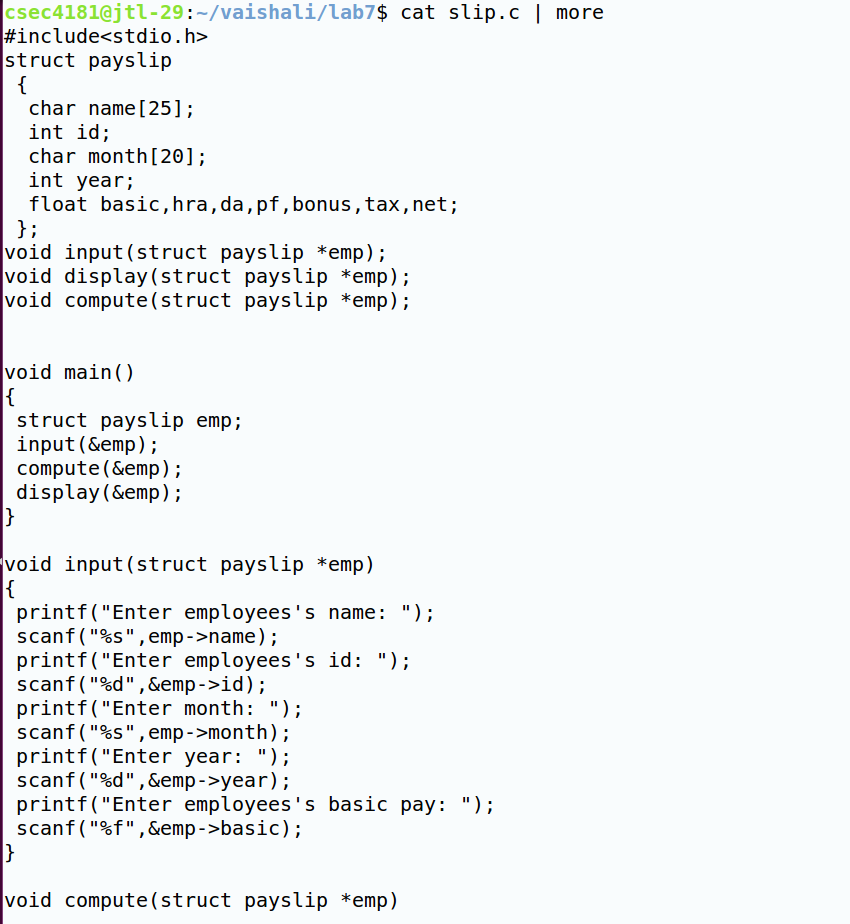 csec4181@jtl-29:~/vaishali/lab7$ cat slip.c | more
#include<stdio.h>
struct payslip
 {
  char name[25];
  int id;
  char month[20];
  int year;
  float basic,hra,da,pf,bonus,tax,net;
 };
void input(struct payslip *emp);
void display(struct payslip *emp);
void compute(struct payslip *emp);


void main()
{
 struct payslip emp;
 input(&emp);
 compute(&emp);
 display(&emp);
}

void input(struct payslip *emp)
{
 printf("Enter employees's name: ");
 scanf("%s",emp->name);
 printf("Enter employees's id: ");
 scanf("%d",&emp->id);
 printf("Enter month: ");
 scanf("%s",emp->month);
 printf("Enter year: ");
 scanf("%d",&emp->year);
 printf("Enter employees's basic pay: ");
 scanf("%f",&emp->basic);
}

void compute(struct payslip *emp)